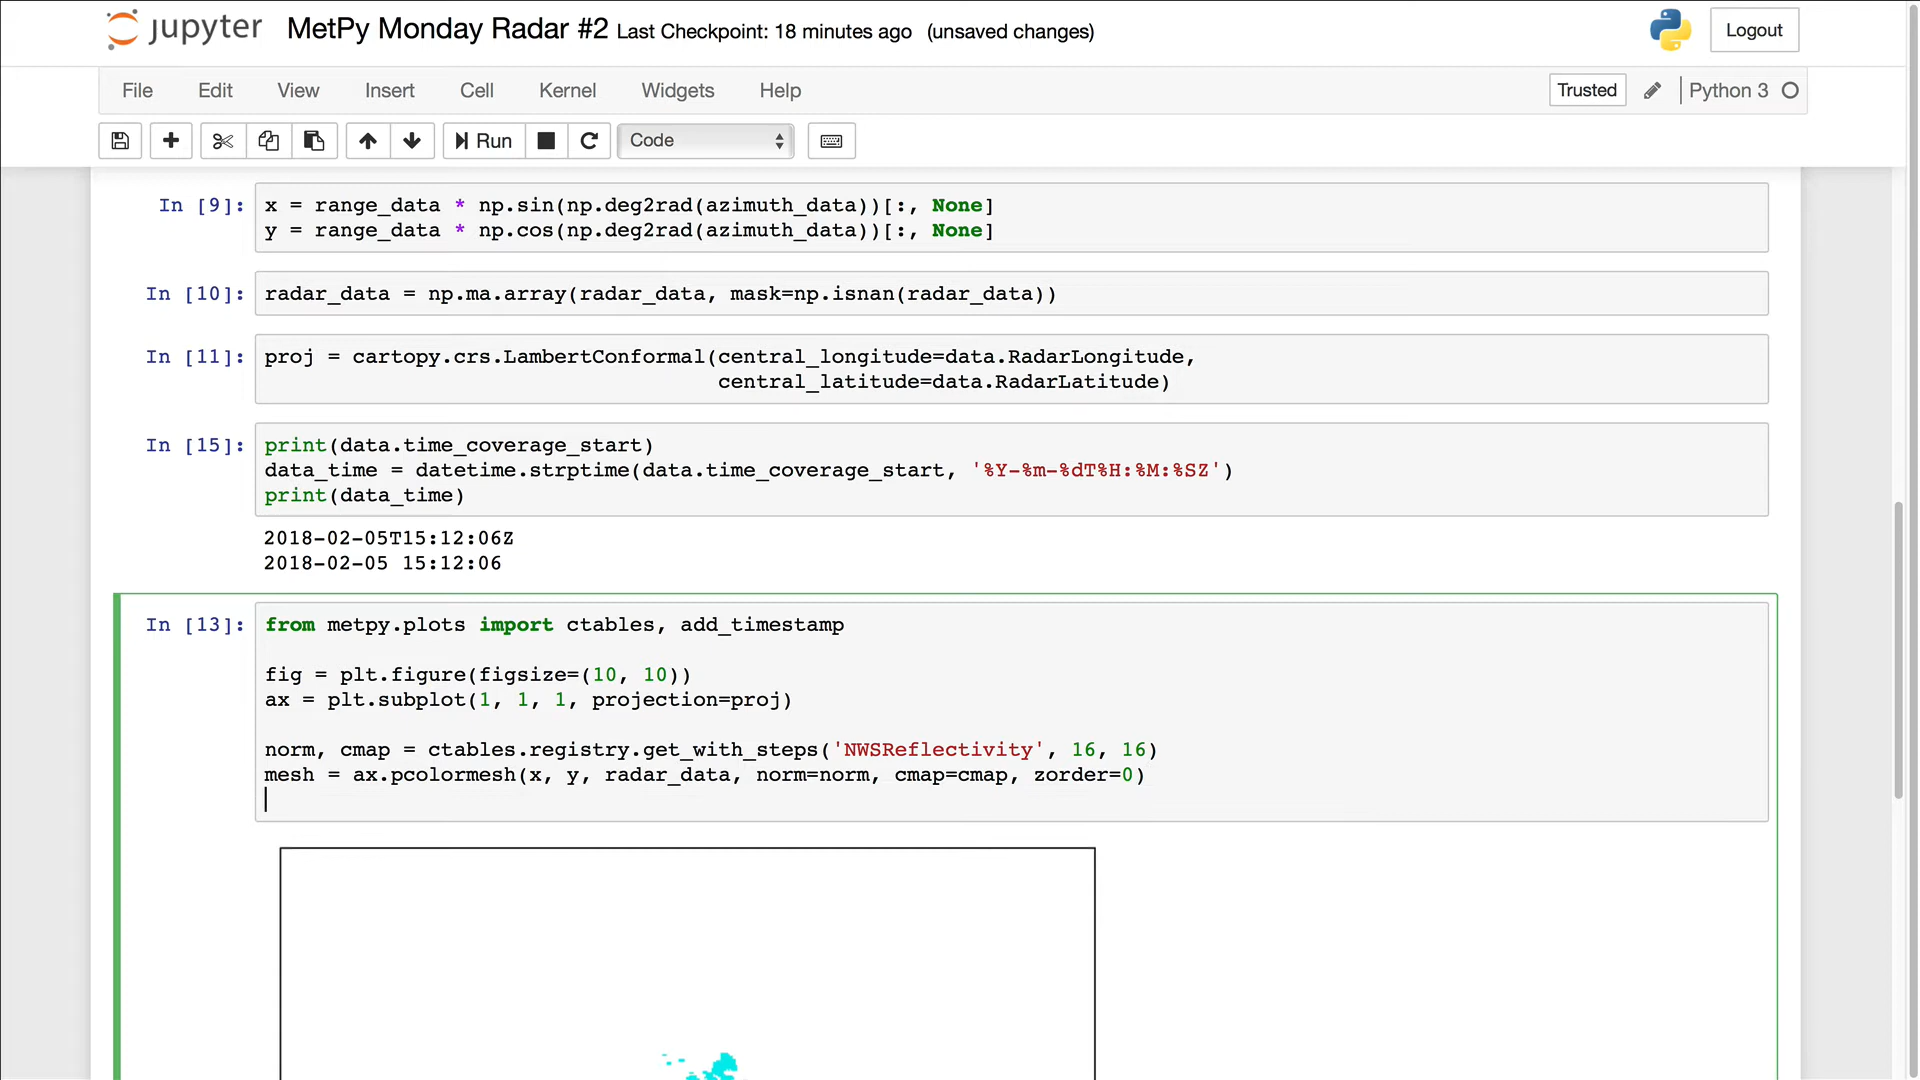 jupyter MetPy Monday Radar #2 Last Checkpoint: 18 minutes ago (unsaved changes) Logout
File Edit View Insert Cell Kernel Widgets Help Trusted Python 3
Run Code
In [9]: x = range_data * np.sin(np.deg2rad(azimuth_data))[:, None]
y = range_data * np.cos(np.deg2rad(azimuth_data))[:, None]
In [10]: radar_data = np.ma.array(radar_data, mask=np.isnan(radar_data))
In [11]: proj = cartopy.crs.LambertConformal(central_longitude=data.RadarLongitude,
central_latitude=data.RadarLatitude)
In [15]: print(data.time_coverage_start)
data_time = datetime.strptime(data.time_coverage_start, '%Y-%m-%dT%H:%M:%SZ')
print(data_time)
2018-02-05T15:12:06Z
2018-02-05 15:12:06
In [13]: from metpy.plots import ctables, add_timestamp
fig = plt.figure(figsize=(10, 10))
ax = plt.subplot(1, 1, 1, projection=proj)
norm, cmap = ctables.registry.get_with_steps('NWSReflectivity', 16, 16)
mesh = ax.pcolormesh(x, y, radar_data, norm=norm, cmap=cmap, zorder=0)